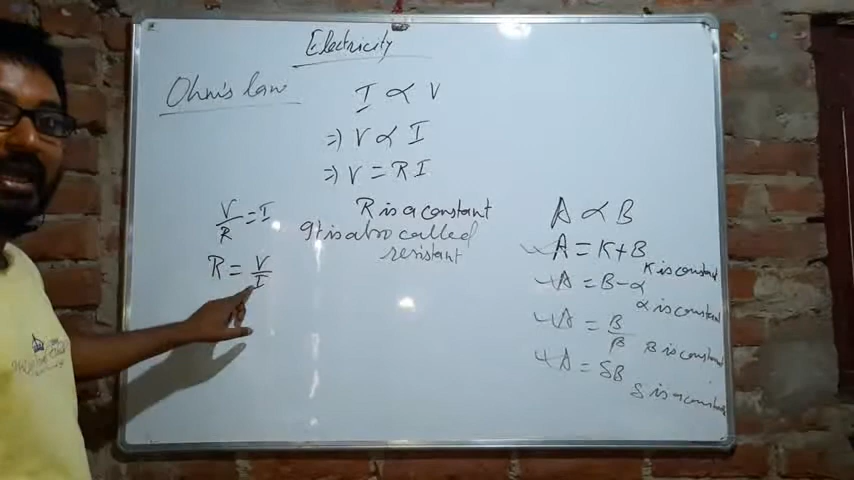 Electricity
Ohm's law
I ∝ V
⇒ V ∝ I
⇒ V = RI
V/R = I
R is a constant
It is also called
resistant
R = V/I
A ∝ B
A = K + B
K is constant
A = B - α
α is constant
A = B/β
β is constant
A = δB
δ is a constant